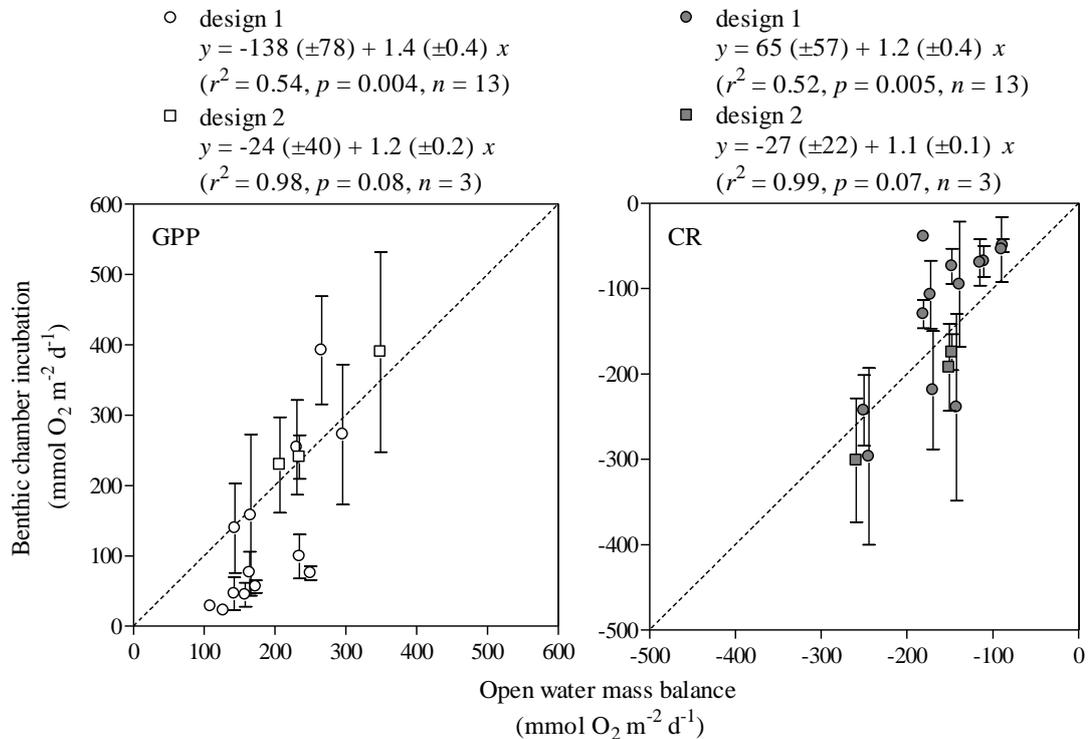 design 1
y = -138 (±78) + 1.4 (±0.4) x
(r² = 0.54, p = 0.004, n = 13)
design 2
y = -24 (±40) + 1.2 (±0.2) x
(r² = 0.98, p = 0.08, n = 3)
design 1
y = 65 (±57) + 1.2 (±0.4) x
(r² = 0.52, p = 0.005, n = 13)
design 2
y = -27 (±22) + 1.1 (±0.1) x
(r² = 0.99, p = 0.07, n = 3)
Benthic chamber incubation
(mmol O₂ m⁻² d⁻¹)
GPP
600
500
400
300
200
100
0
0 100 200 300 400 500 600
CR
0
-100
-200
-300
-400
-500
-500 -400 -300 -200 -100 0
Open water mass balance
(mmol O₂ m⁻² d⁻¹)